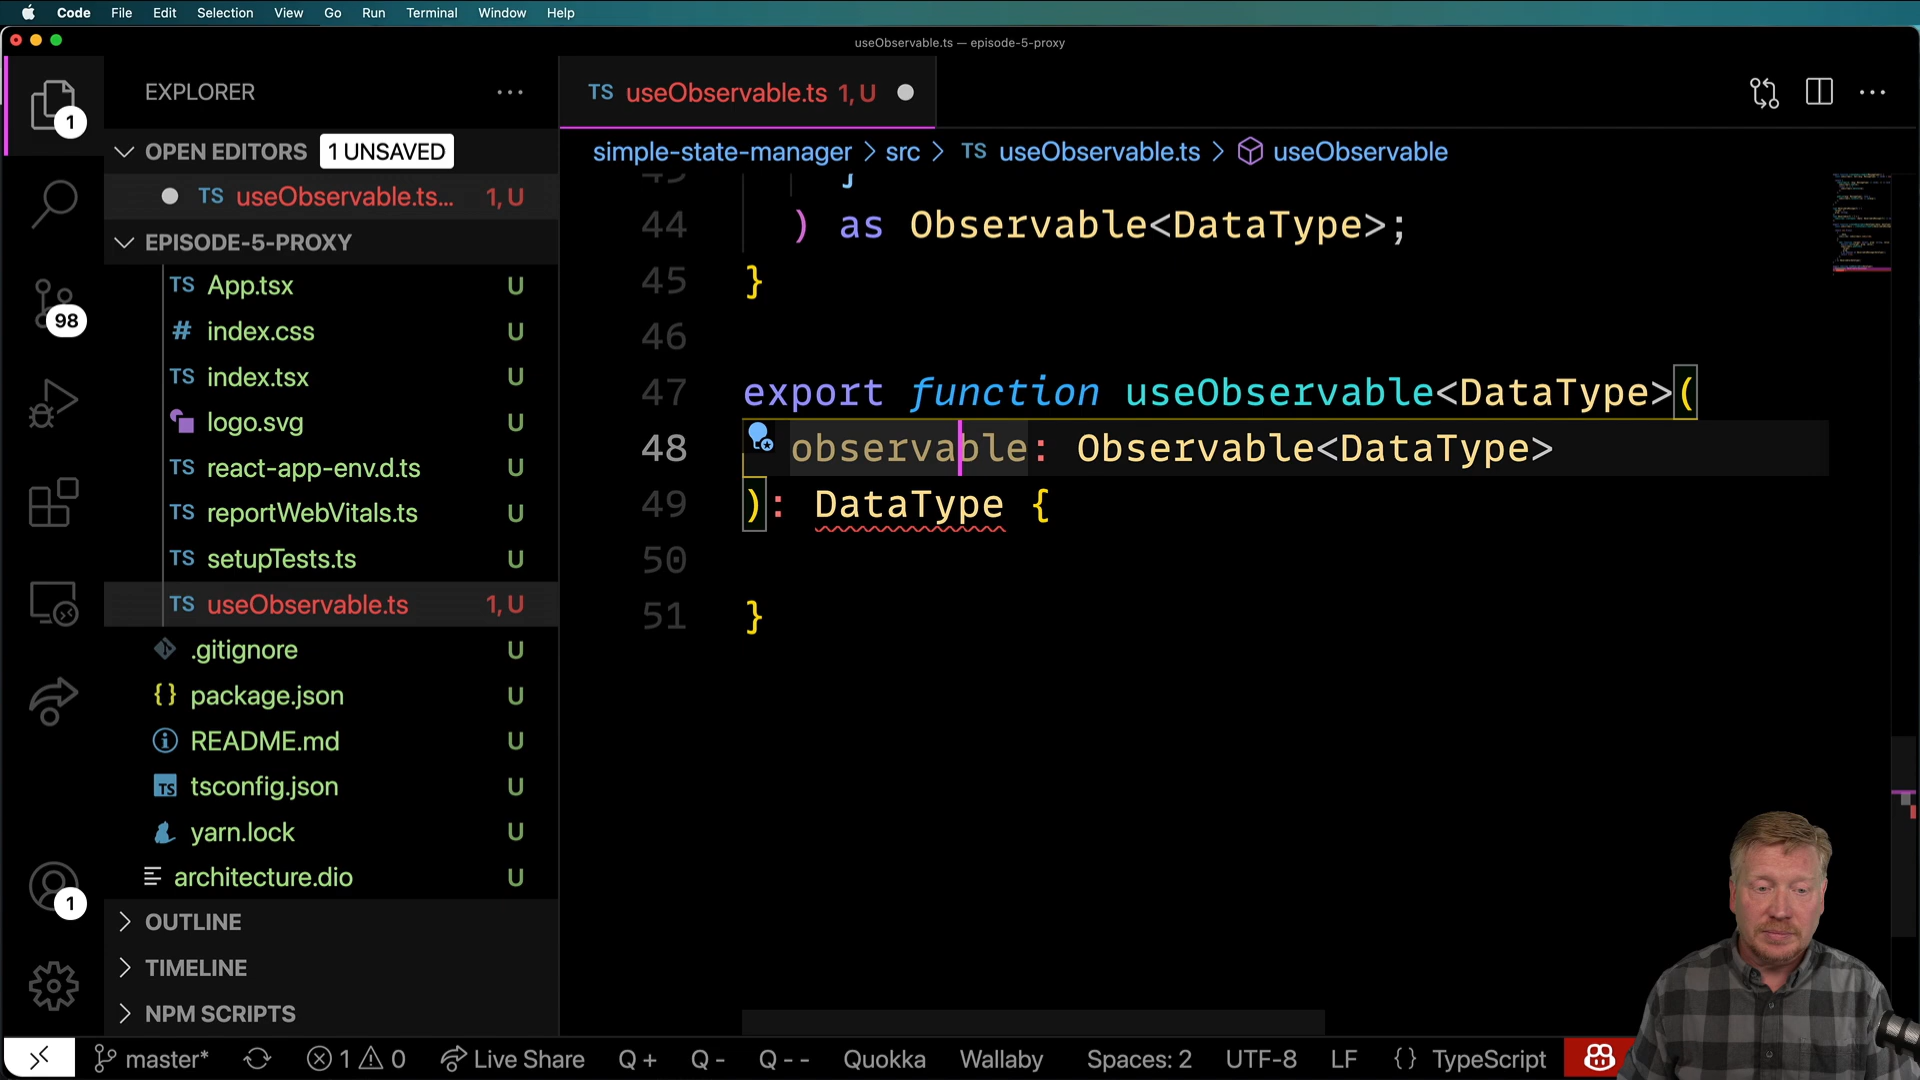 Code File Edit Selection View Go Run Terminal Window Help
useObservable.ts — episode-5-proxy
EXPLORER
TS useObservable.ts 1, U
OPEN EDITORS 1 UNSAVED
simple-state-manager > src > TS useObservable.ts > useObservable
TS useObservable.ts... 1, U
EPISODE-5-PROXY
TS App.tsx U
# index.css U
TS index.tsx U
logo.svg U
TS react-app-env.d.ts U
TS reportWebVitals.ts U
TS setupTests.ts U
TS useObservable.ts 1, U
.gitignore U
{} package.json U
README.md U
TS tsconfig.json U
yarn.lock U
architecture.dio U
OUTLINE
TIMELINE
NPM SCRIPTS
1
98
1
44 ) as Observable<DataType>;
45 }
46
47 export function useObservable<DataType>(
48 observable: Observable<DataType>
49 ): DataType {
50
51 }
master* 1 0 Live Share Q + Q - Q - - Quokka Wallaby Spaces: 2 UTF-8 LF {} TypeScript